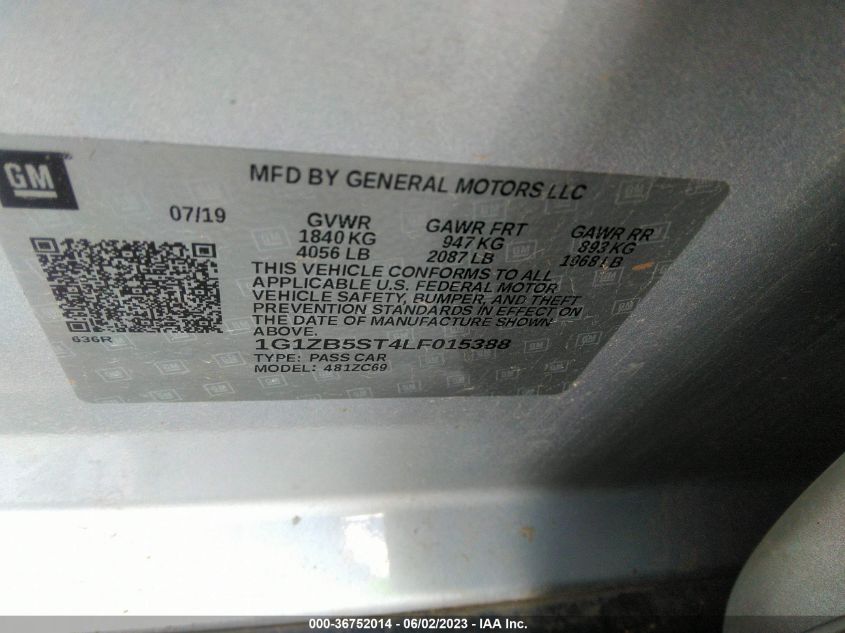 GM
MFD BY GENERAL MOTORS LLC
07/19
GVWR GAWR FRT GAWR RR
1840 KG 947 KG 893 KG
4056 LB 2087 LB 1968 LB
THIS VEHICLE CONFORMS TO ALL
APPLICABLE U.S. FEDERAL MOTOR
VEHICLE SAFETY, BUMPER, AND THEFT
PREVENTION STANDARDS IN EFFECT ON
THE DATE OF MANUFACTURE SHOWN
ABOVE.
636R
1G1ZB5ST4LF015388
TYPE: PASS CAR
MODEL: 481ZC69
000-36752014 - 06/02/2023 - IAA Inc.